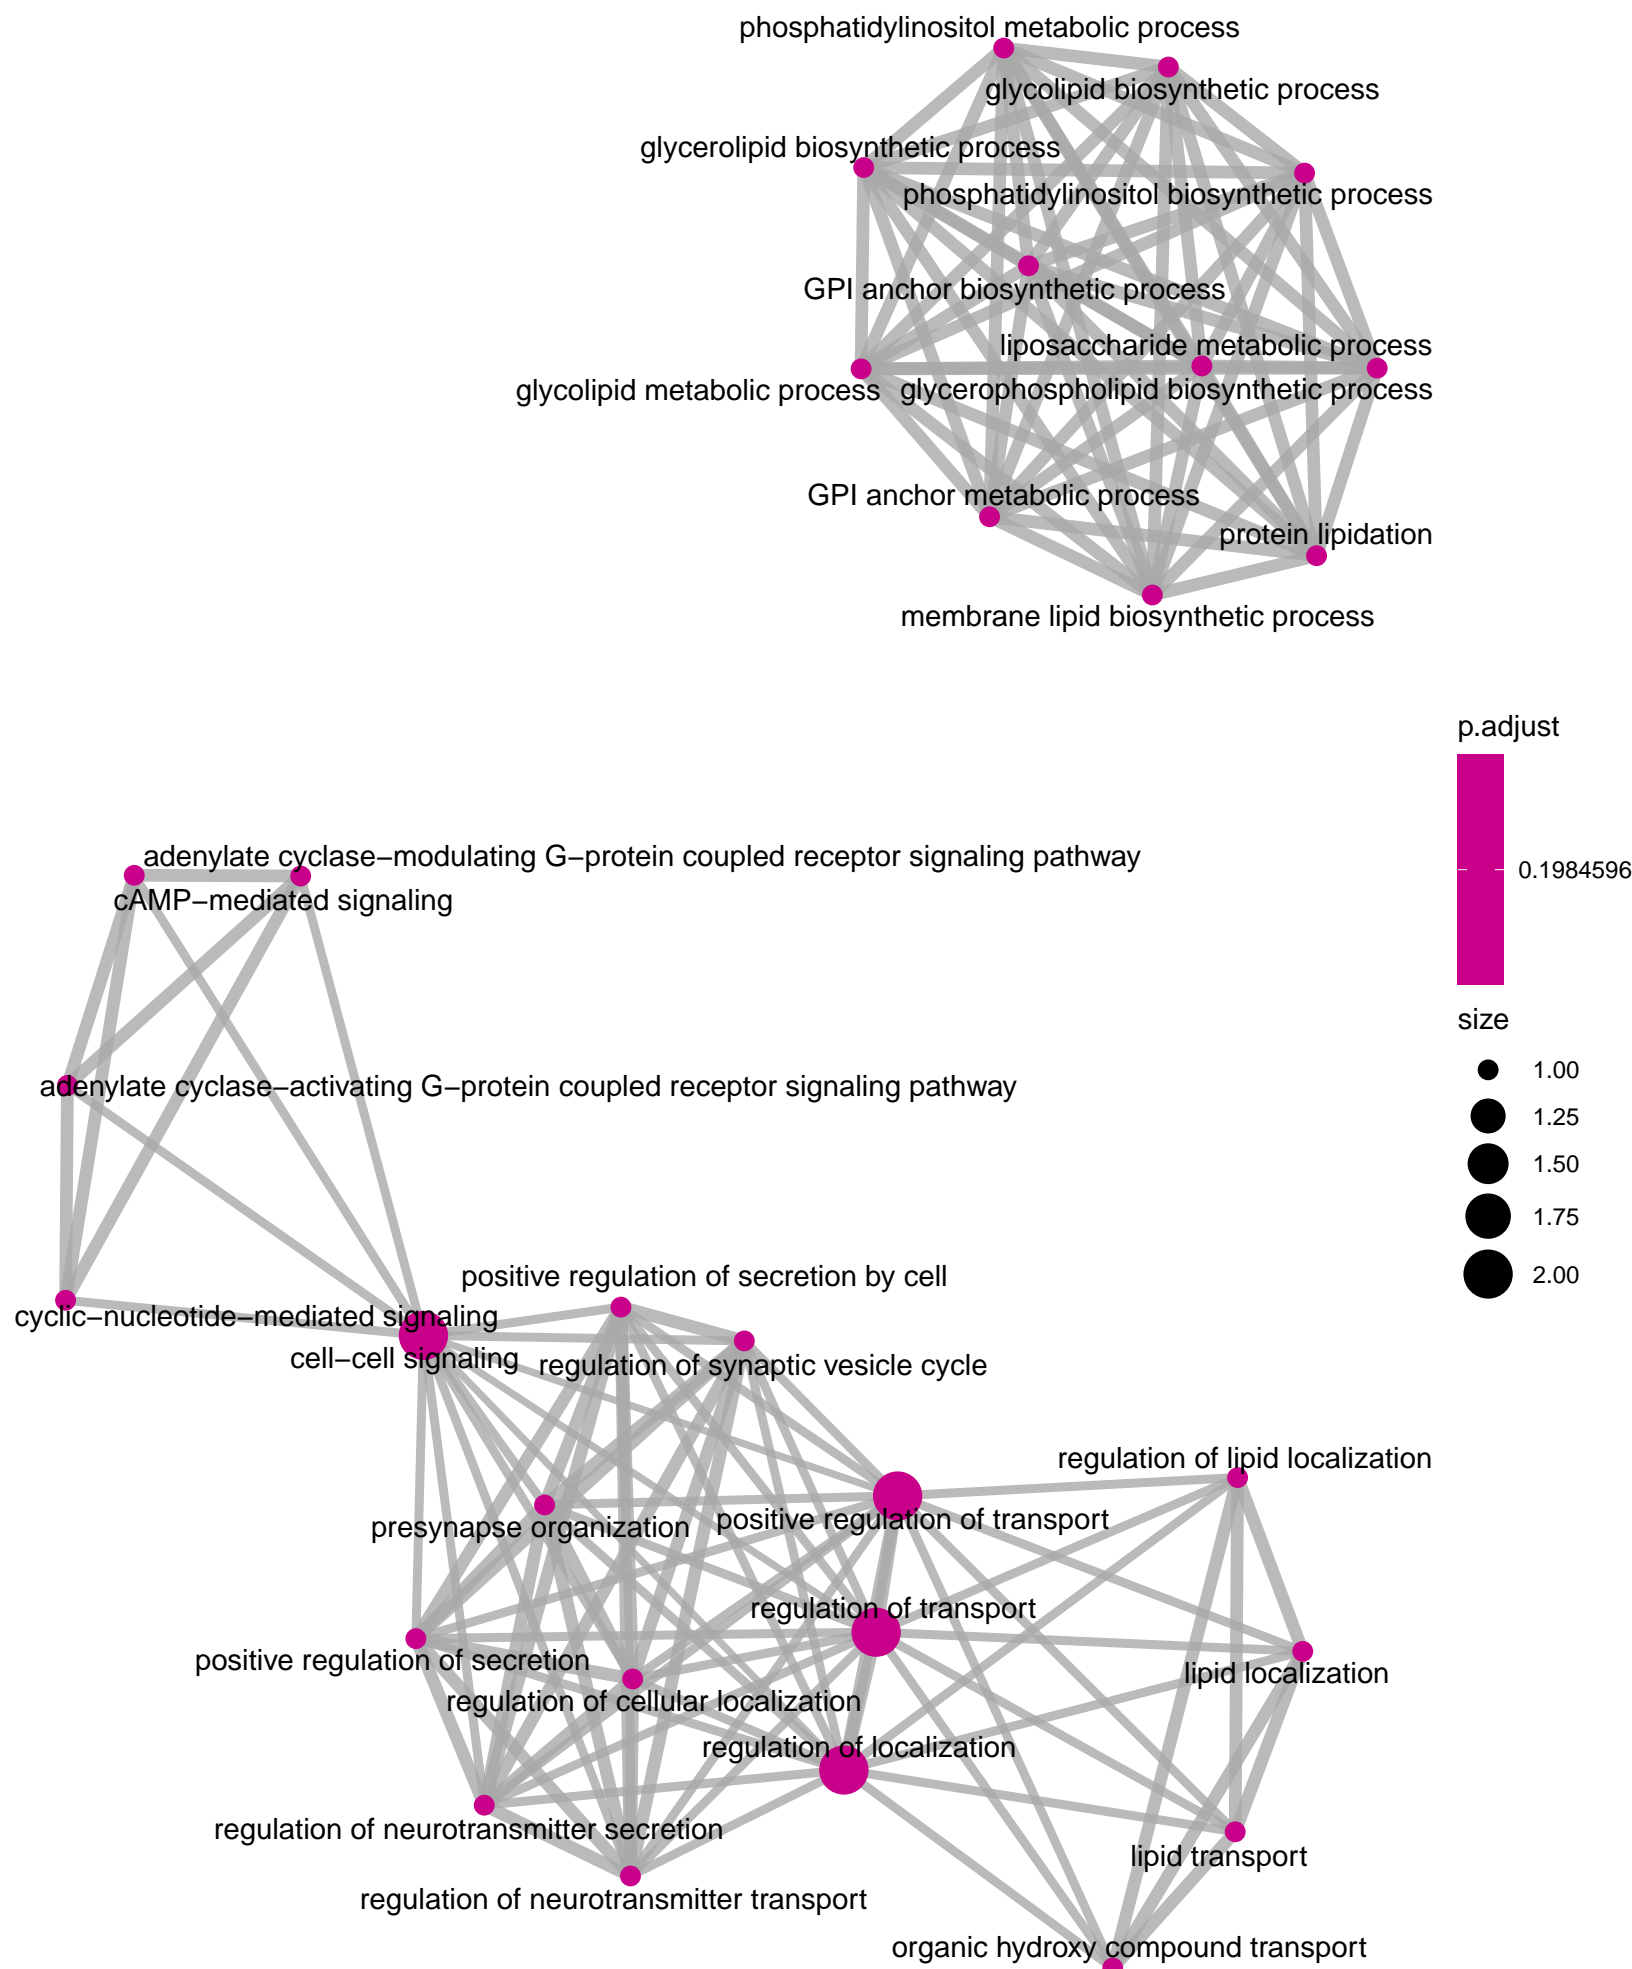 phosphatidylinositol metabolic process
glycolipid biosynthetic process
glycerolipid biosynthetic process
phosphatidylinositol biosynthetic process
GPI anchor biosynthetic process
liposaccharide metabolic process
glycolipid metabolic process
glycerophospholipid biosynthetic process
GPI anchor metabolic process
protein lipidation
membrane lipid biosynthetic process
p.adjust
0.1984596
adenylate cyclase−modulating G−protein coupled receptor signaling pathway
cAMP−mediated signaling
size
1.00
adenylate cyclase−activating G−protein coupled receptor signaling pathway
1.25
1.50
1.75
2.00
positive regulation of secretion by cell
cyclic−nucleotide−mediated signaling
cell−cell signaling
regulation of synaptic vesicle cycle
regulation of lipid localization
presynapse organization
positive regulation of transport
regulation of transport
positive regulation of secretion
lipid localization
regulation of cellular localization
regulation of localization
regulation of neurotransmitter secretion
lipid transport
regulation of neurotransmitter transport
organic hydroxy compound transport